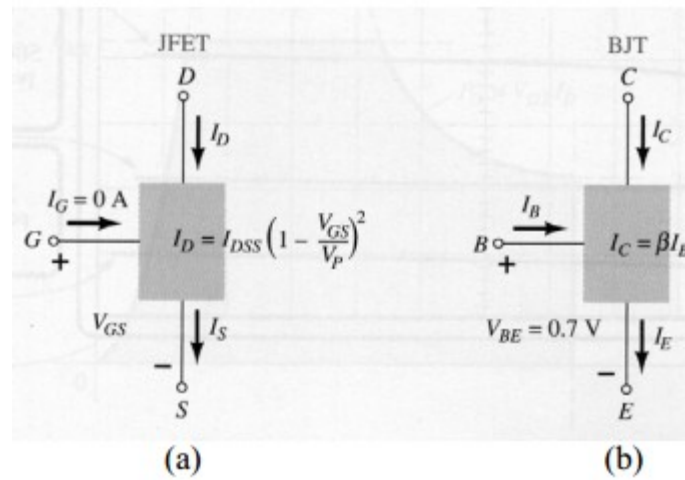 JFET
D
I_D
I_G = 0 A
G
+
I_D = I_DSS (1 - V_GS/V_P)^2
V_GS
I_S
−
S
(a)
BJT
C
I_C
I_B
B
+
I_C = βI_B
V_BE = 0.7 V
I_E
−
E
(b)